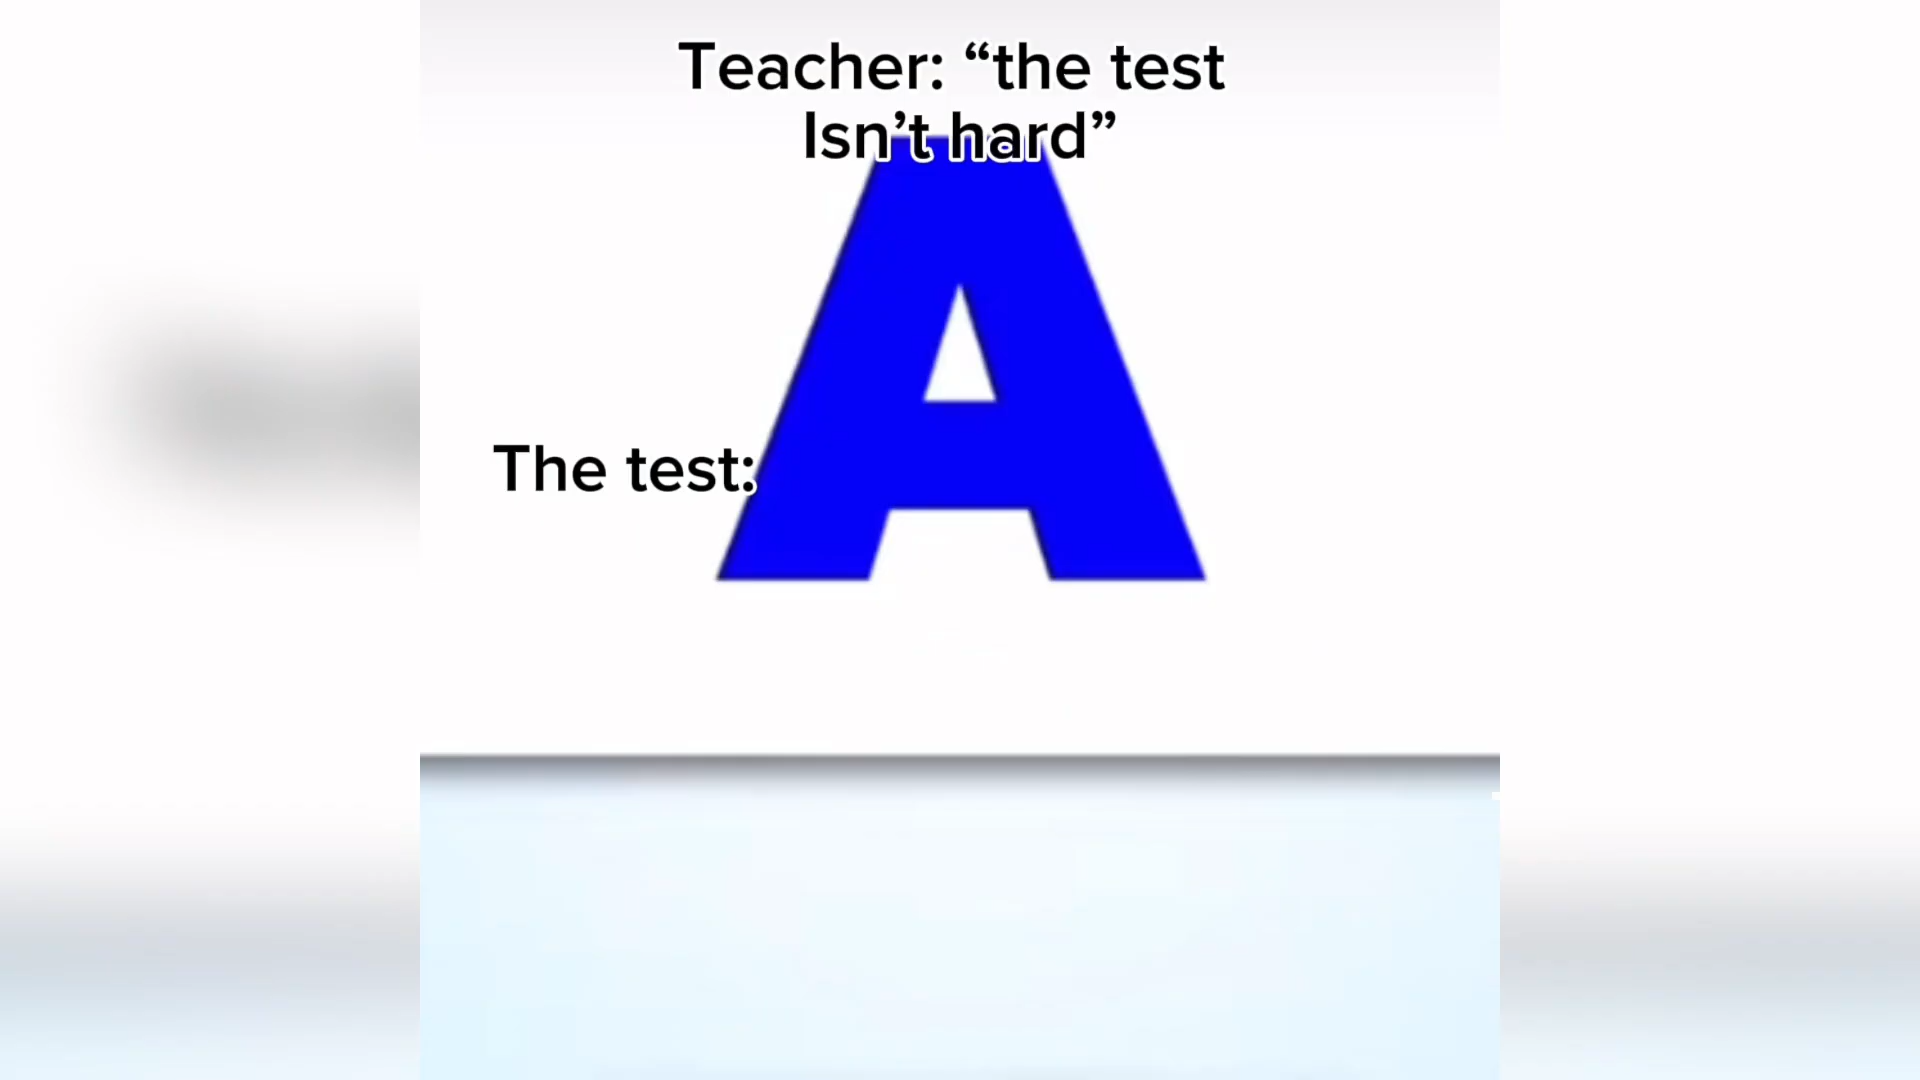 Teacher: “the test
Isn’t hard”
A
The test: